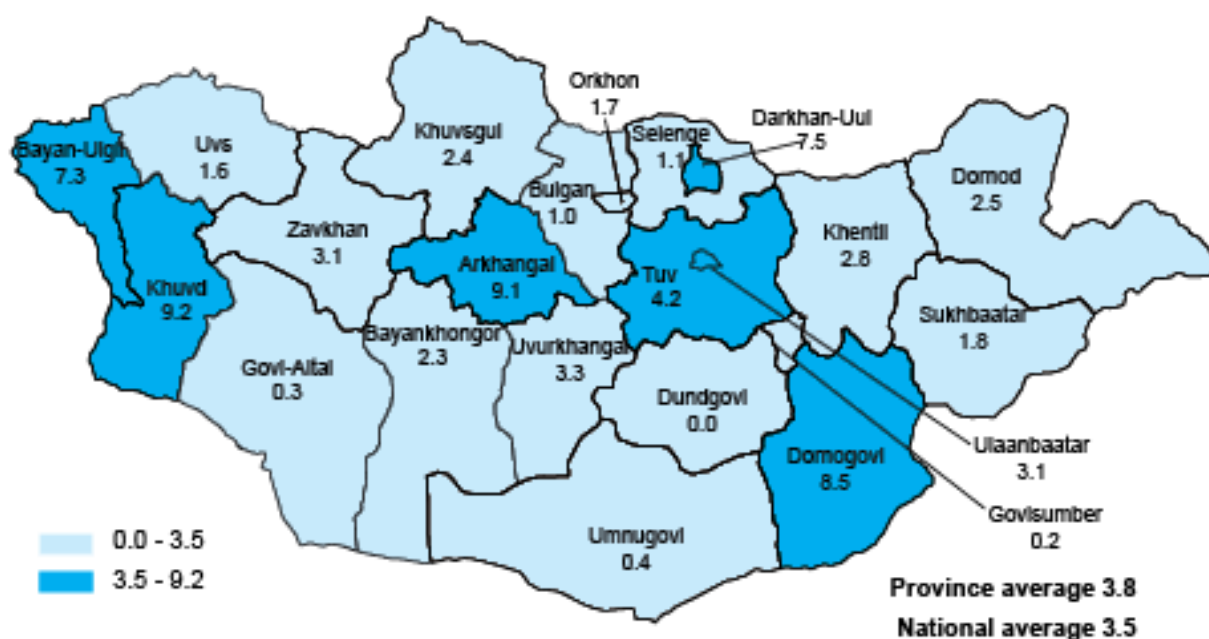 Orkhon
1.7
Darkhan-Uul
7.5
Khuvsgul
2.4
Selenge
1.1
Uvs
1.6
Bayan-Ulgii
7.3
Bulgan
1.0
Domod
2.5
Zavkhan
3.1
Khentii
2.8
Arkhangai
9.1
Tuv
4.2
Khuvd
9.2
Sukhbaatar
1.8
Bayankhongor
2.3
Uvurkhangai
3.3
Govi-Altai
0.3
Dundgovi
0.0
Ulaanbaatar
3.1
Domogovi
8.5
Govisumber
0.2
Umnugovi
0.4
0.0 - 3.5
3.5 - 9.2
Province average 3.8
National average 3.5